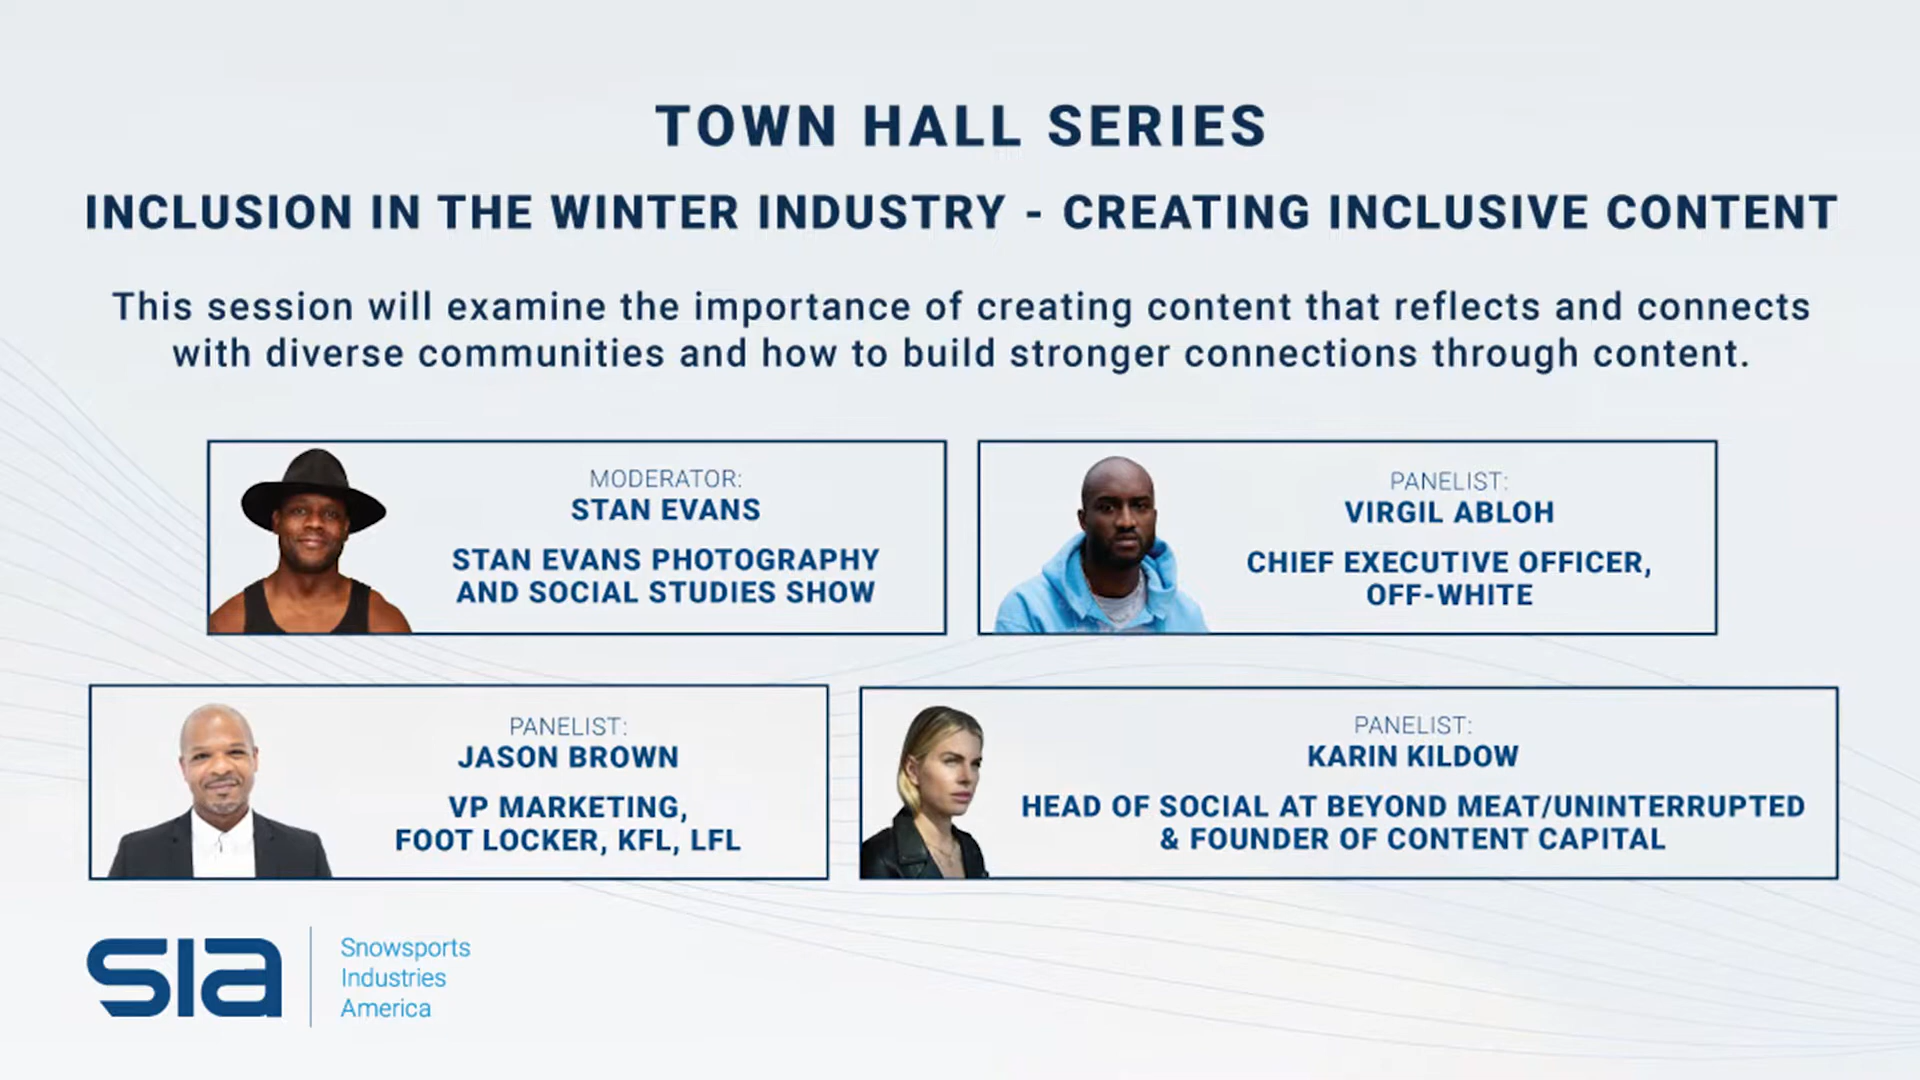 TOWN HALL SERIES
INCLUSION IN THE WINTER INDUSTRY - CREATING INCLUSIVE CONTENT
This session will examine the importance of creating content that reflects and connects
with diverse communities and how to build stronger connections through content.
MODERATOR:
STAN EVANS
STAN EVANS PHOTOGRAPHY
AND SOCIAL STUDIES SHOW
PANELIST:
VIRGIL ABLOH
CHIEF EXECUTIVE OFFICER,
OFF-WHITE
PANELIST:
JASON BROWN
VP MARKETING,
FOOT LOCKER, KFL, LFL
PANELIST:
KARIN KILDOW
HEAD OF SOCIAL AT BEYOND MEAT/UNINTERRUPTED
& FOUNDER OF CONTENT CAPITAL
sia
Snowsports
Industries
America